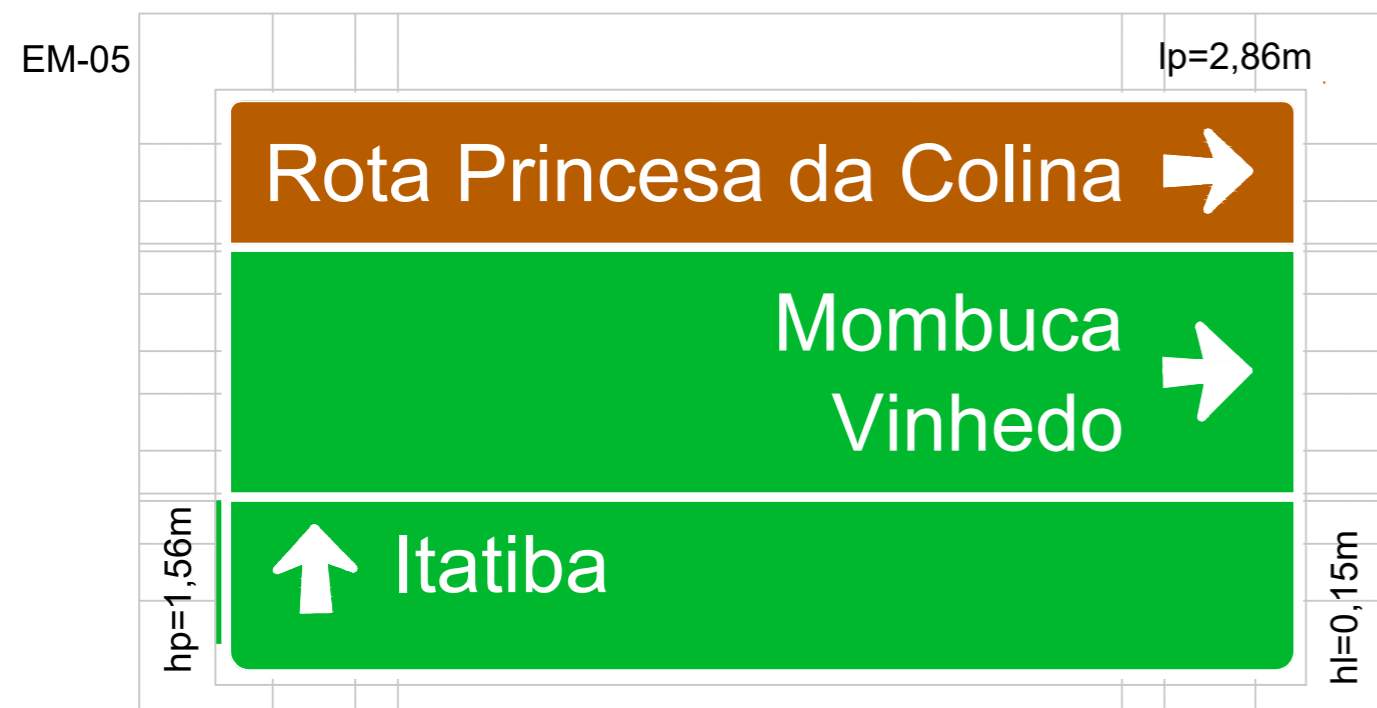 EM-05
lp=2,86m
Rota Princesa da Colina
Mombuca
Vinhedo
Itatiba
hp=1,56m
hl=0,15m